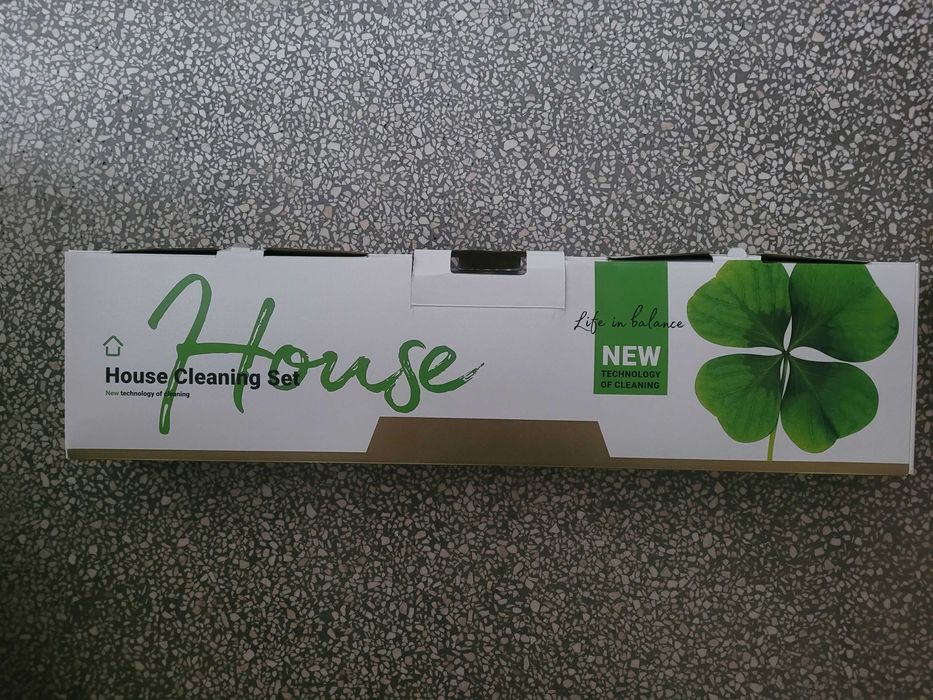 House
House Cleaning Set
New technology of cleaning
Life in balance
NEW
TECHNOLOGY
OF CLEANING